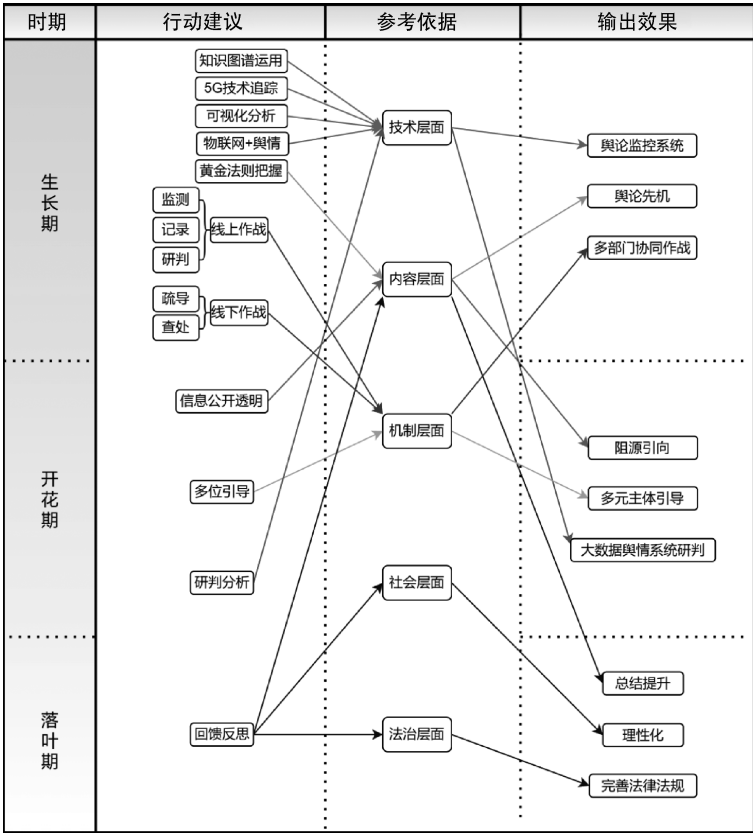 时期
行动建议
参考依据
输出效果
生长期
知识图谱运用
5G技术追踪
可视化分析
物联网+舆情
黄金法则把握
监测
记录
研判
线上作战
疏导
查处
线下作战
技术层面
内容层面
舆论监控系统
舆论先机
多部门协同作战
开花期
信息公开透明
多位引导
研判分析
机制层面
社会层面
阻源引向
多元主体引导
大数据舆情系统研判
落叶期
回馈反思
法治层面
总结提升
理性化
完善法律法规